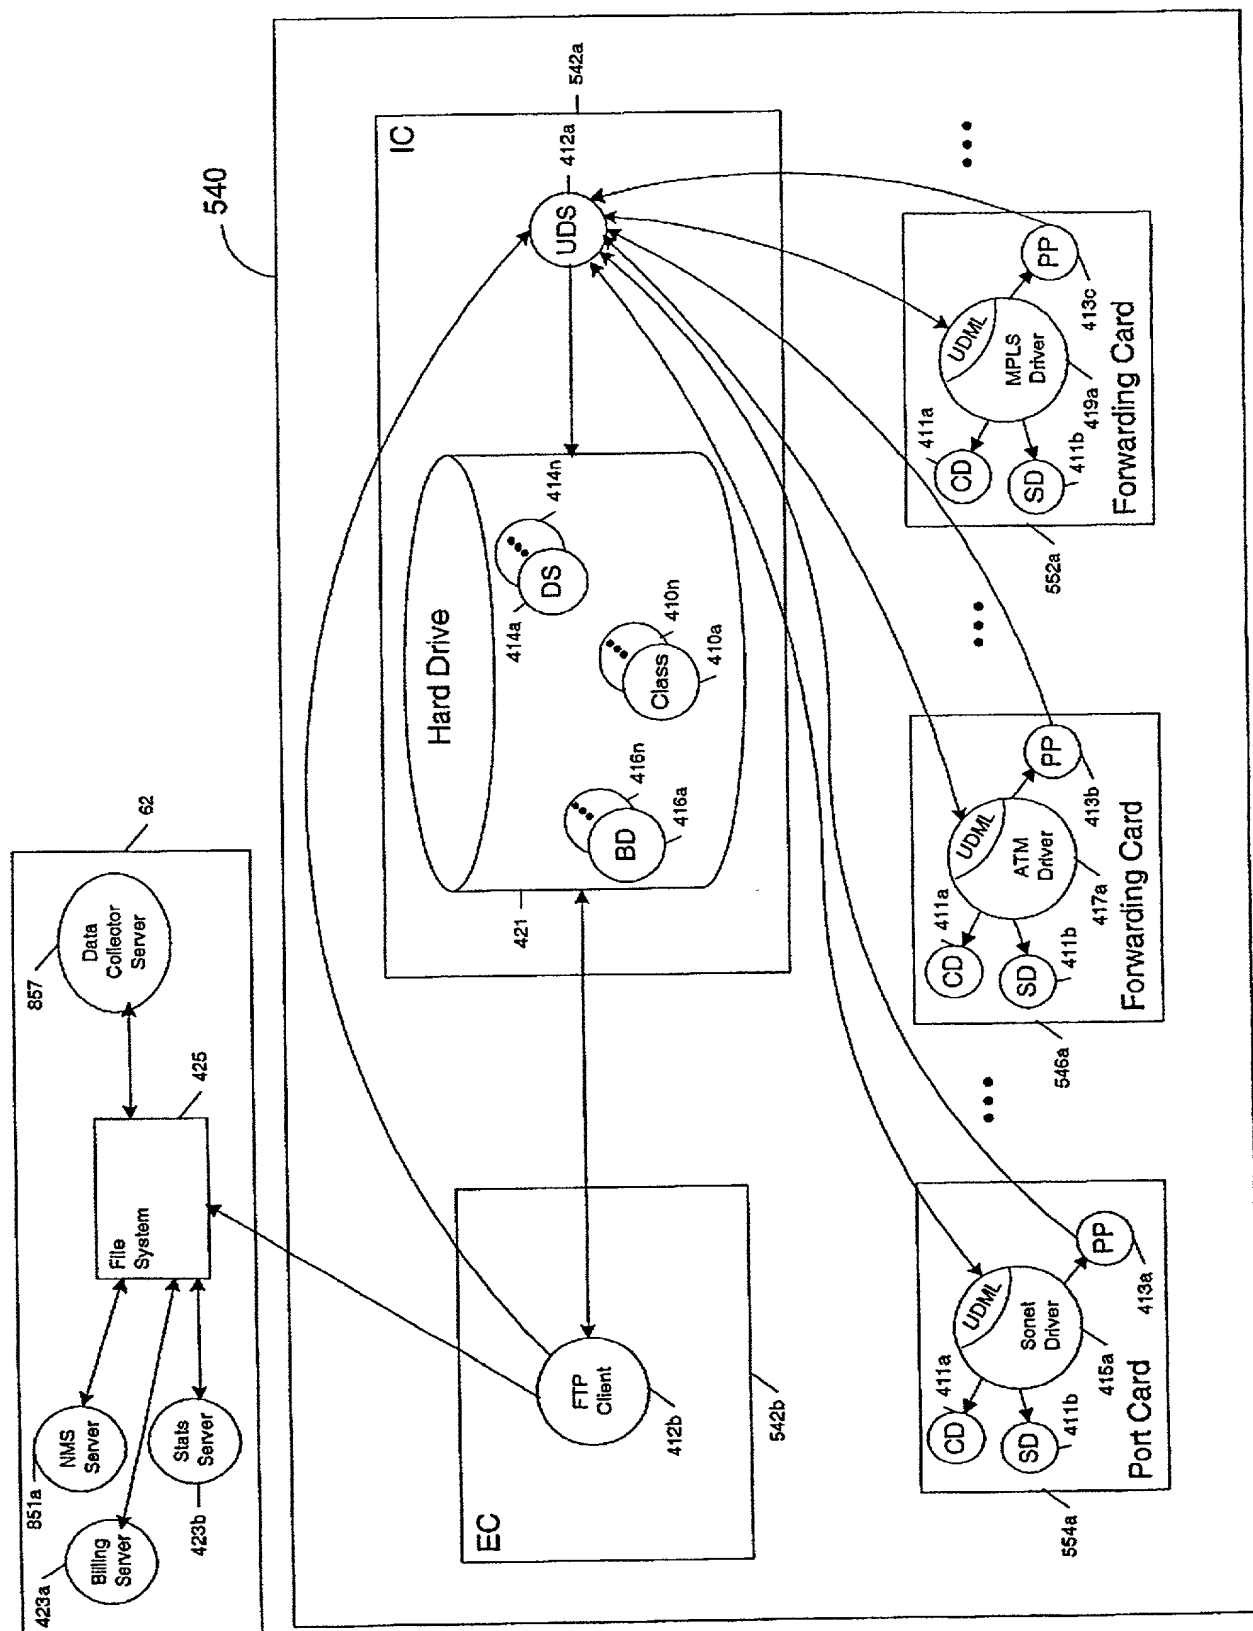 423a
Billing
Server
851a
NMS
Server
Stats
Server
423b
File
System
425
857
Data
Collector
Server
62
540
EC
FTP
Client
412b
542b
IC
542a
Hard Drive
421
BD
416a
416n
•••
Class
410a
410n
•••
DS
414a
414n
•••
UDS
412a
554a
Port Card
CD
411a
SD
411b
UDML
Sonet
Driver
415a
PP
413a
•••
546a
Forwarding Card
CD
411a
SD
411b
UDML
ATM
Driver
417a
PP
413b
•••
552a
Forwarding Card
CD
411a
SD
411b
UDML
MPLS
Driver
419a
PP
413c
•••